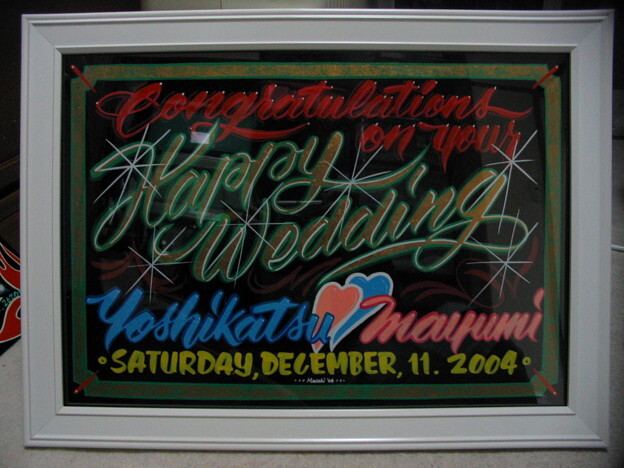 Congratulations
on your
Happy
Wedding
Yoshikatsu mayumi
SATURDAY, DECEMBER, 11. 2004